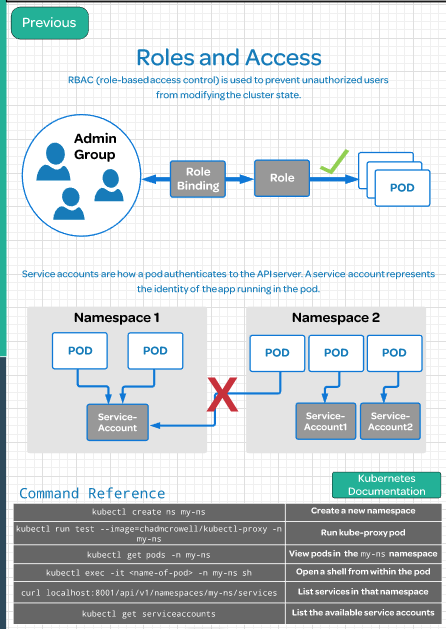 Previous
Roles and Access
RBAC (role-based access control) is used to prevent unauthorized users
from modifying the cluster state.
Admin
Group
Role
Binding
Role
POD
Service accounts are how a pod authenticates to the API server. A service account represents
the identity of the app running in the pod.
Namespace 1
Namespace 2
POD
POD
POD
POD
POD
Service-
Account
Service-
Account1
Service-
Account2
Kubernetes
Documentation
Command Reference
kubectl create ns my-ns
Create a new namespace
kubectl run test --image=chadmcrowell/kubectl-proxy -n
my-ns
Run kube-proxy pod
kubectl get pods -n my-ns
View pods in the my-ns namespace
kubectl exec -it <name-of-pod> -n my-ns sh
Open a shell from within the pod
curl localhost:8001/api/v1/namespaces/my-ns/services
List services in that namespace
kubectl get serviceaccounts
List the available service accounts